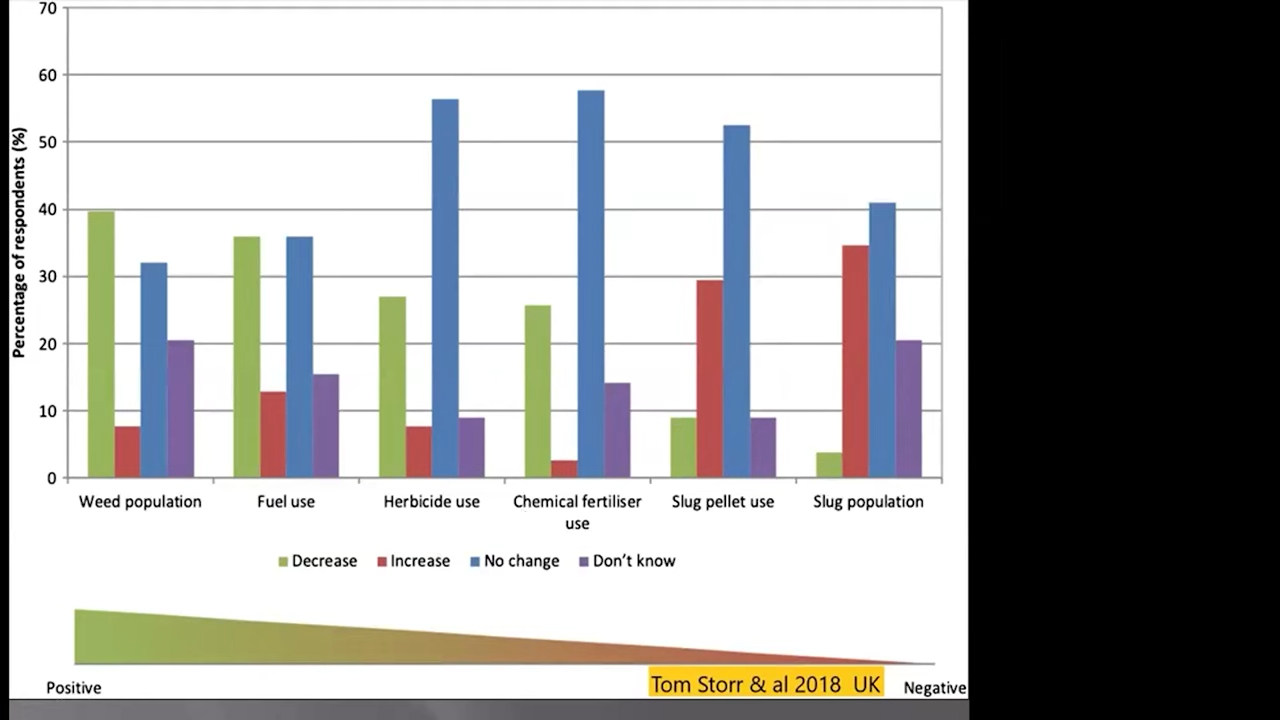 70
60
50
40
30
20
10
0
Percentage of respondents (%)
Weed population
Fuel use
Herbicide use
Chemical fertiliser
use
Slug pellet use
Slug population
Decrease
Increase
No change
Don't know
Positive
Tom Storr & al 2018 UK
Negative